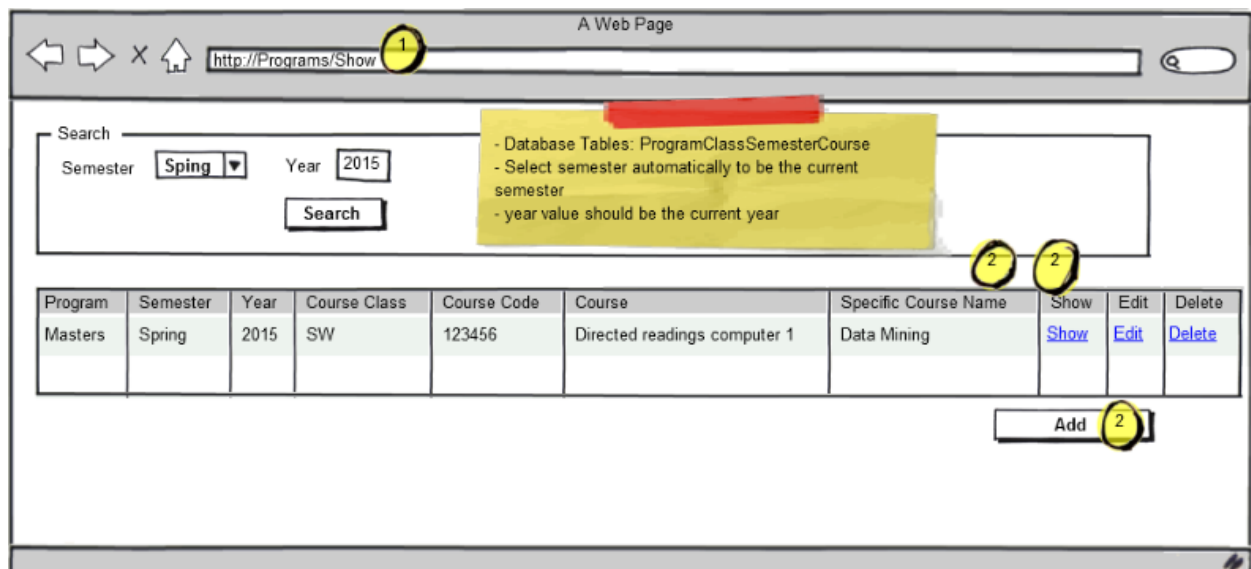 A Web Page
http://Programs/Show
1
Search
Semester Sping Year 2015
Search
- Database Tables: ProgramClassSemesterCourse
- Select semester automatically to be the current
semester
- year value should be the current year
2 2
Program Semester Year Course Class Course Code Course Specific Course Name Show Edit Delete
Masters Spring 2015 SW 123456 Directed readings computer 1 Data Mining Show Edit Delete
Add 2